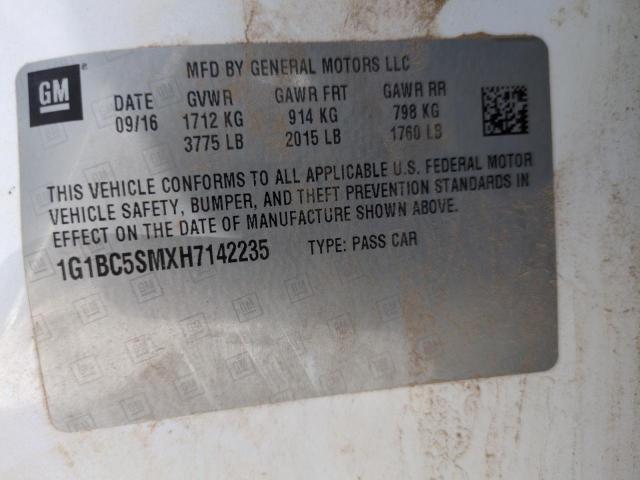 GM
MFD BY GENERAL MOTORS LLC
DATE GVWR GAWR FRT GAWR RR
09/16 1712 KG 914 KG 798 KG
3775 LB 2015 LB 1760 LB
THIS VEHICLE CONFORMS TO ALL APPLICABLE U.S. FEDERAL MOTOR
VEHICLE SAFETY, BUMPER, AND THEFT PREVENTION STANDARDS IN
EFFECT ON THE DATE OF MANUFACTURE SHOWN ABOVE.
1G1BC5SMXH7142235 TYPE: PASS CAR